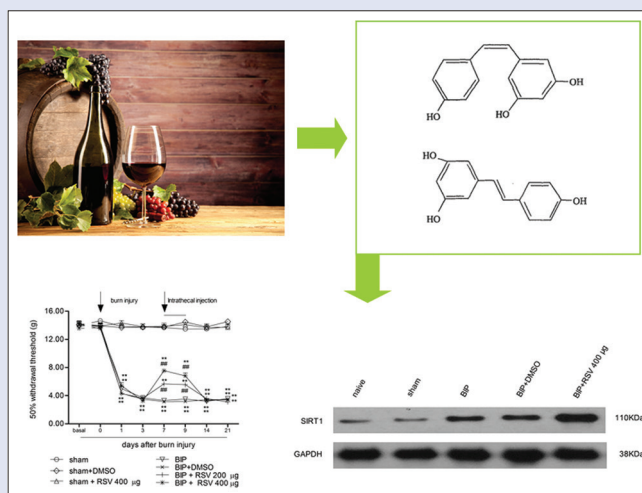 HO
OH
HO
HO
HO
OH
burn injury
Intrathecal injection
50% withdrawal threshold (g)
16.00
12.00
8.00
4.00
0.00
** ##
** ##
** ##
** ##
**
**
**
**
**
**
**
**
basal 0 1 3 7 9 14 21
days after burn injury
sham
sham+DMSO
sham + RSV 400 μg
BIP
BIP+DMSO
BIP + RSV 200 μg
BIP + RSV 400 μg
naive
sham
BIP
BIP+DMSO
BIP+RSV 400 μg
SIRT1
110KDa
GAPDH
38KDa